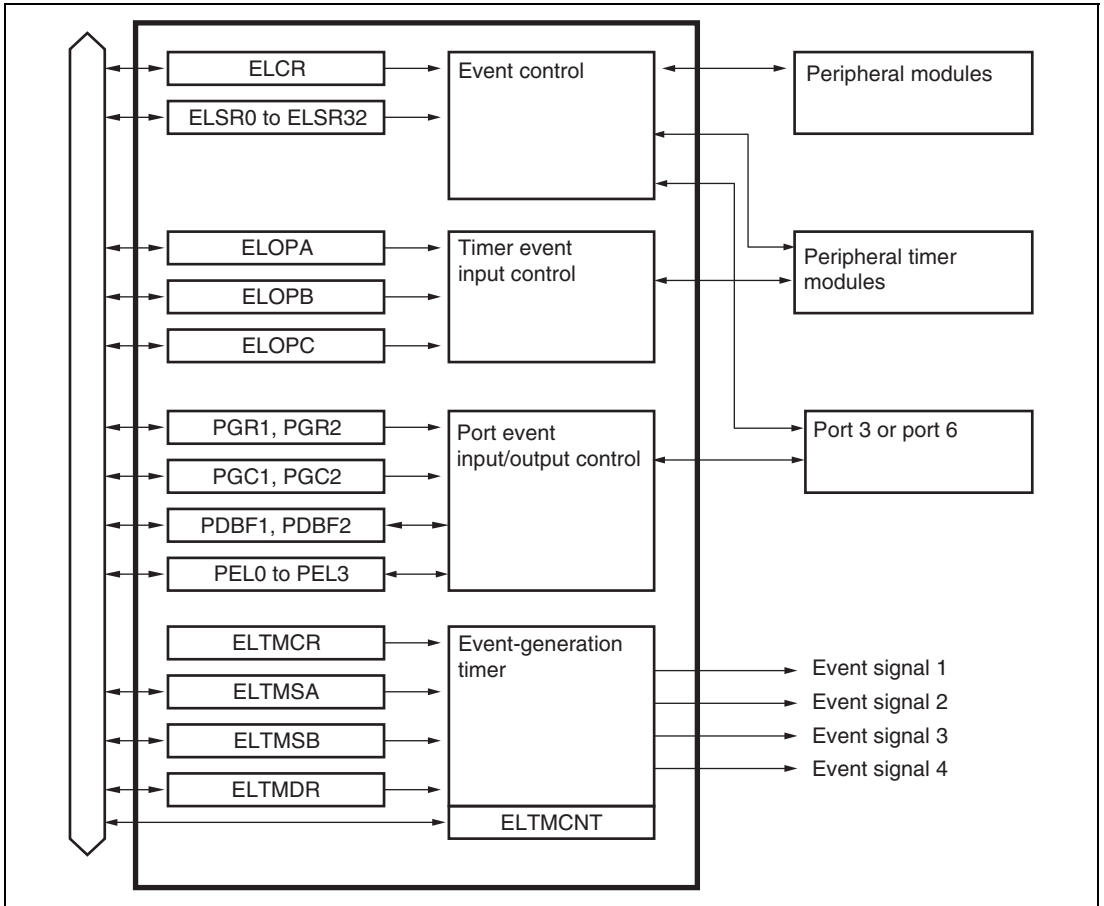 ELCR
ELSR0 to ELSR32
Event control
Peripheral modules
ELOPA
ELOPB
ELOPC
Timer event
input control
Peripheral timer
modules
PGR1, PGR2
PGC1, PGC2
PDBF1, PDBF2
PEL0 to PEL3
Port event
input/output control
Port 3 or port 6
ELTMCR
ELTMSA
ELTMSB
ELTMDR
Event-generation
timer
ELTMCNT
Event signal 1
Event signal 2
Event signal 3
Event signal 4